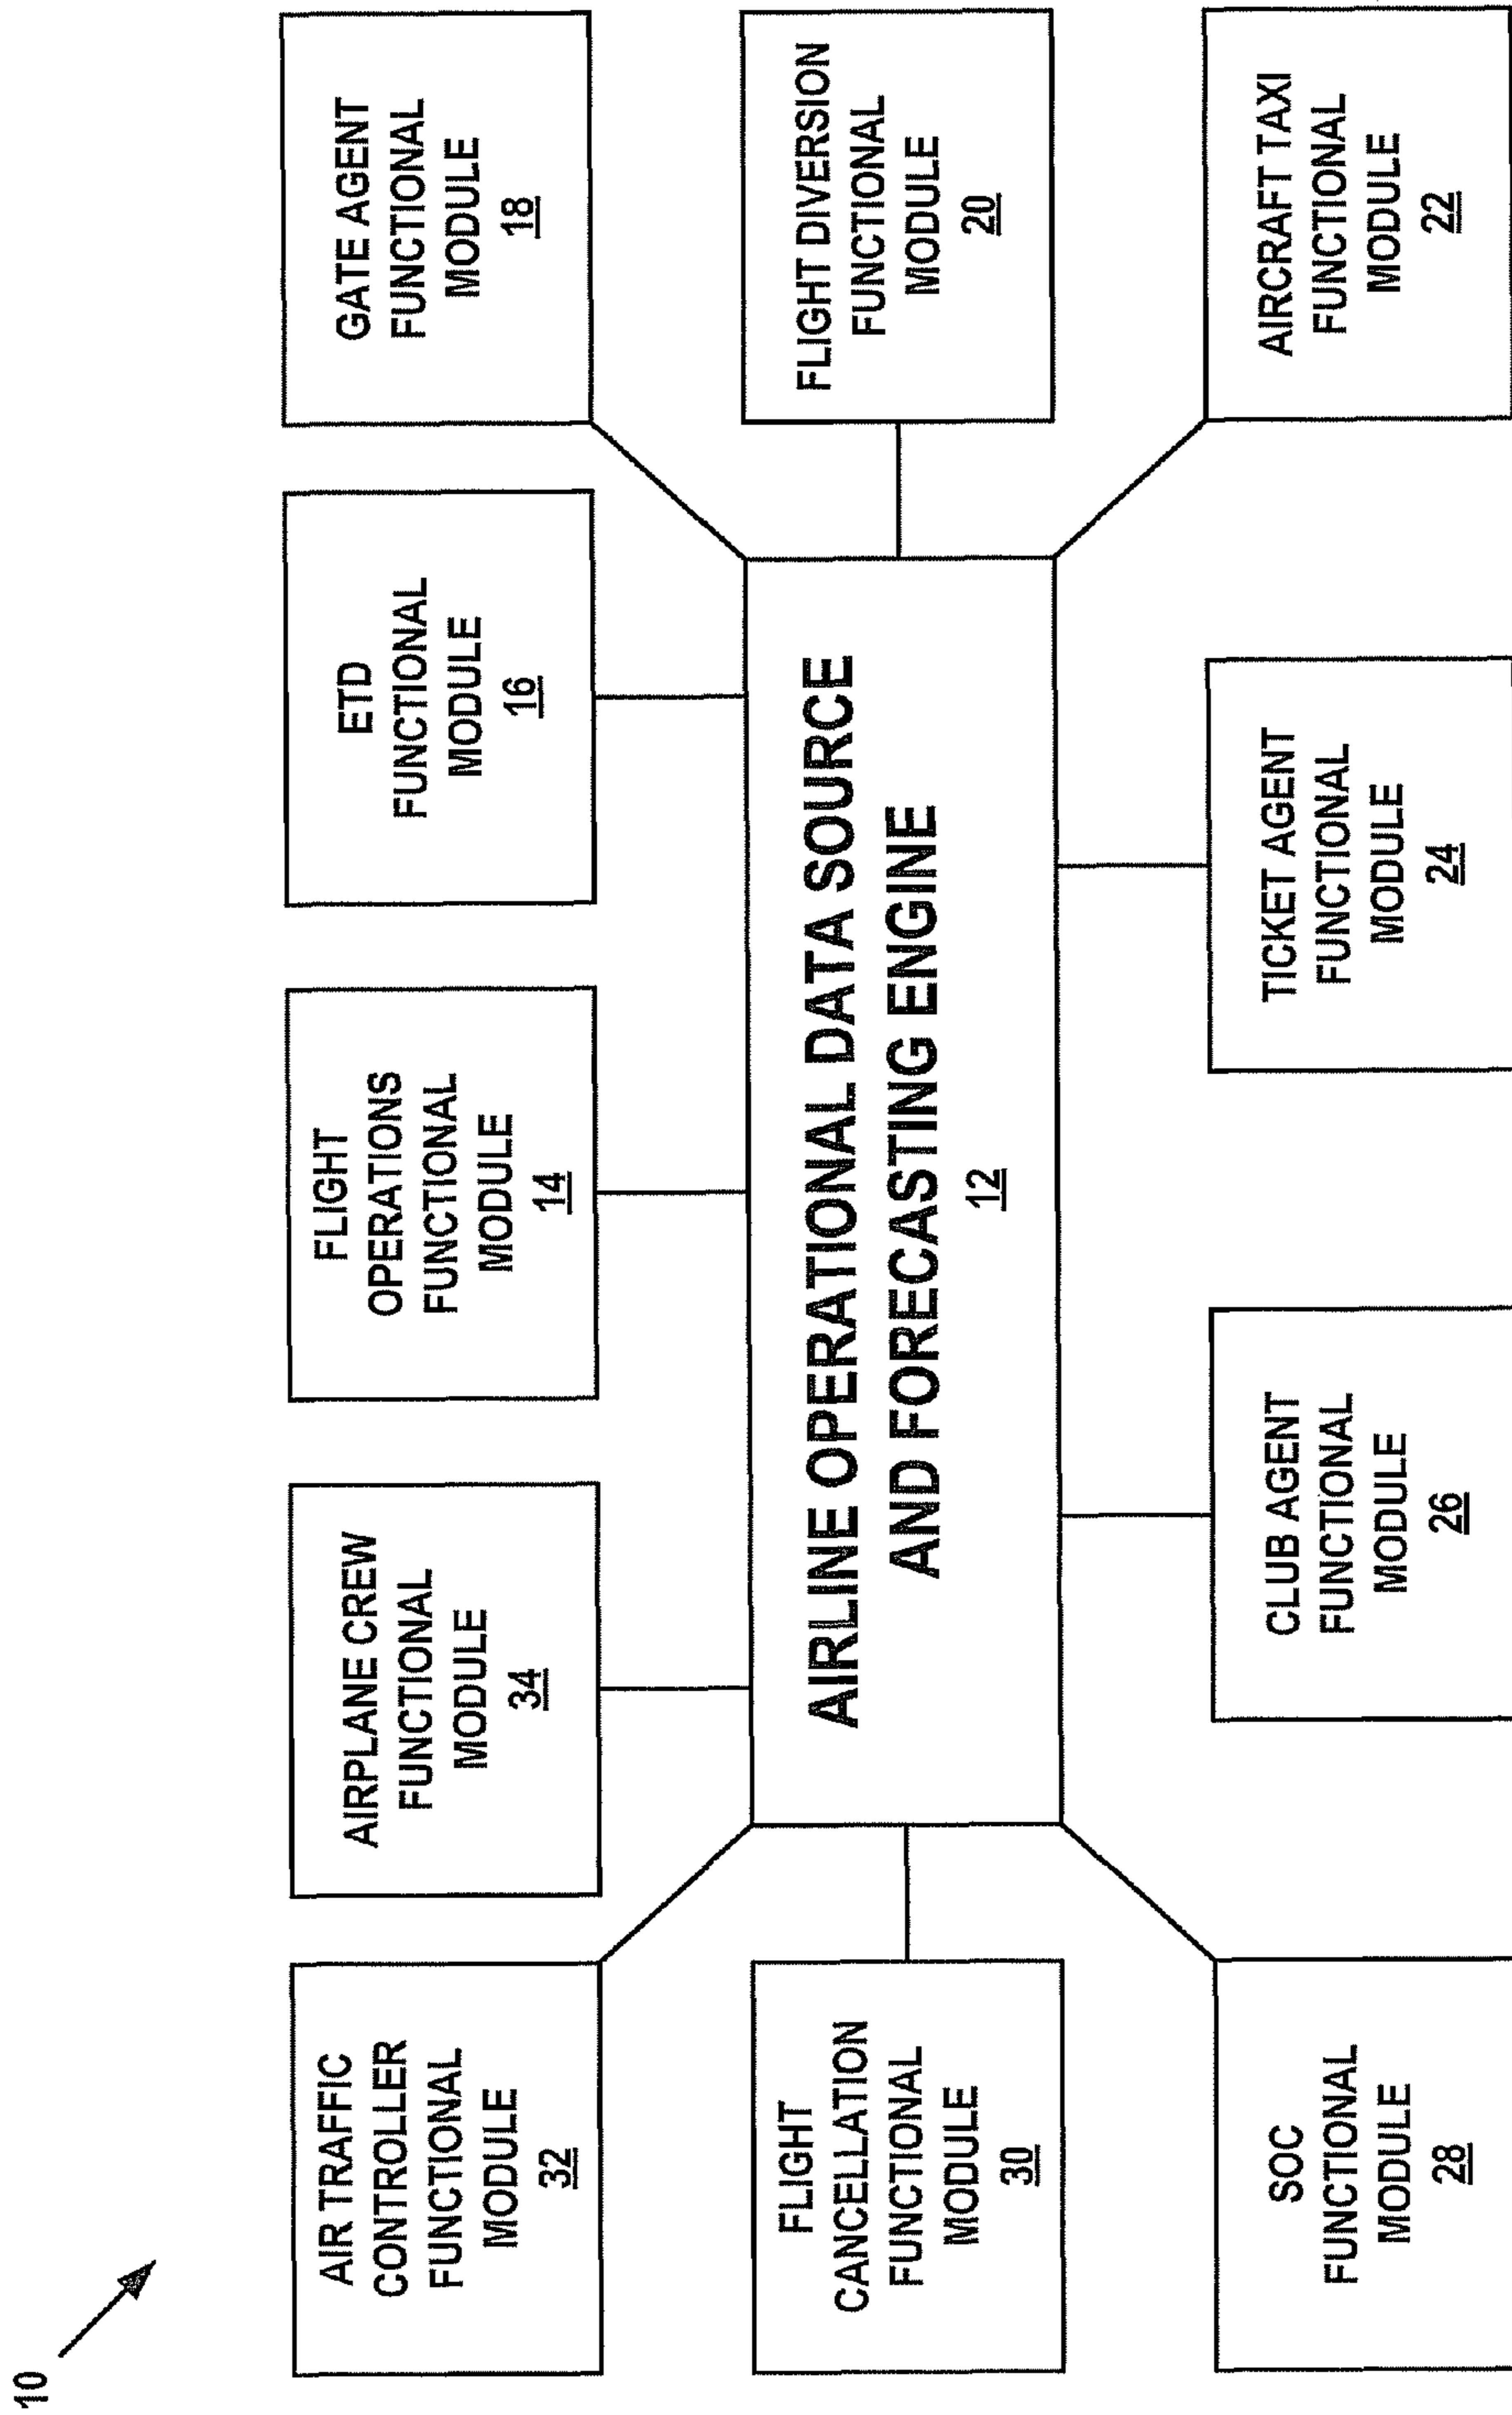 10
AIR TRAFFIC
CONTROLLER
FUNCTIONAL
MODULE
32
AIRPLANE CREW
FUNCTIONAL
MODULE
34
FLIGHT
OPERATIONS
FUNCTIONAL
MODULE
14
ETD
FUNCTIONAL
MODULE
16
GATE AGENT
FUNCTIONAL
MODULE
18
FLIGHT
CANCELLATION
FUNCTIONAL
MODULE
30
AIRLINE OPERATIONAL DATA SOURCE
AND FORECASTING ENGINE
12
FLIGHT DIVERSION
FUNCTIONAL
MODULE
20
SOC
FUNCTIONAL
MODULE
28
CLUB AGENT
FUNCTIONAL
MODULE
26
TICKET AGENT
FUNCTIONAL
MODULE
24
AIRCRAFT TAXI
FUNCTIONAL
MODULE
22